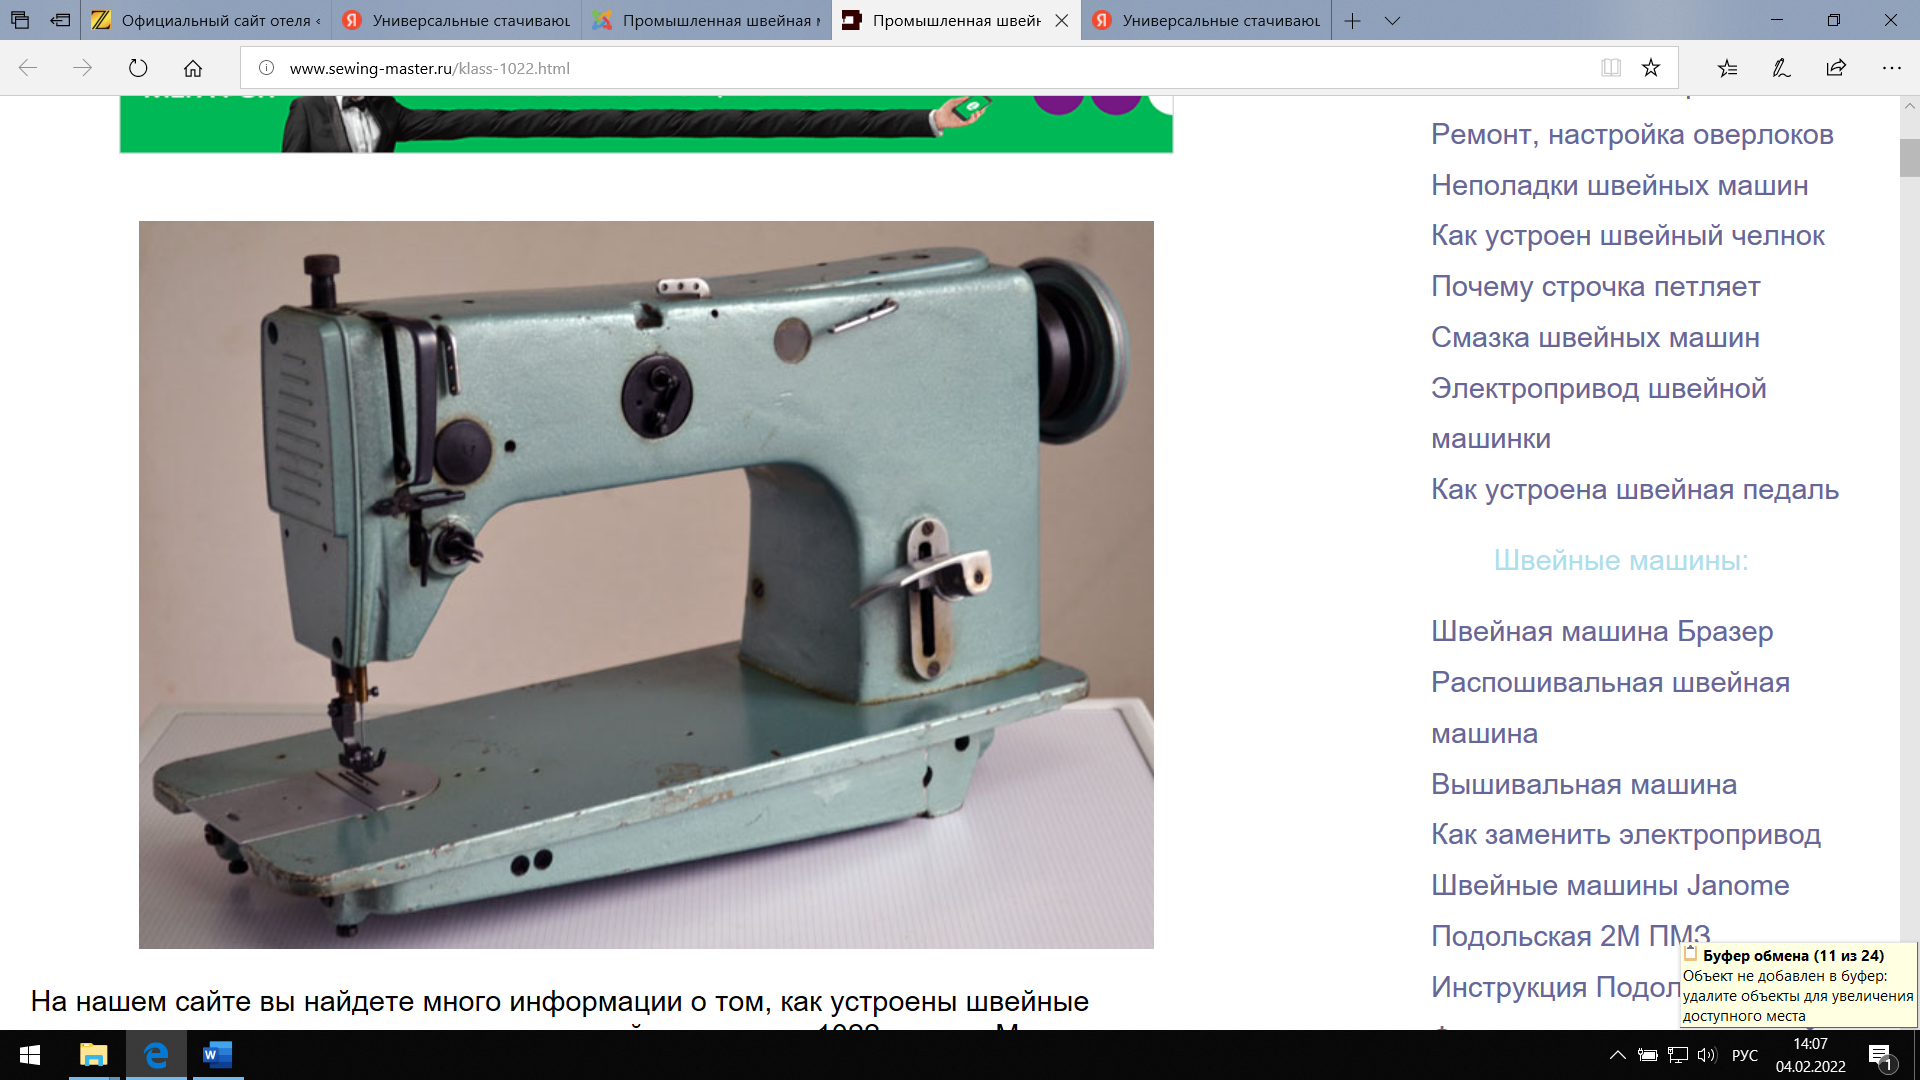 Официальный сайт отеля «
Универсальные стачиваю
Промышленная швейная м
Промышленная швейн
Универсальные стачиваю
www.sewing-master.ru/klass-1022.html
Ремонт, настройка оверлоков
Неполадки швейных машин
Как устроен швейный челнок
Почему строчка петляет
Смазка швейных машин
Электропривод швейной
машинки
Как устроена швейная педаль
Швейные машины:
Швейная машина Бразер
Распошивальная швейная
машина
Вышивальная машина
Как заменить электропривод
Швейные машины Janome
Подольская 2М ПМЗ
Инструкция Подол
Буфер обмена (11 из 24)
Объект не добавлен в буфер:
удалите объекты для увеличения
доступного места
На нашем сайте вы найдете много информации о том, как устроены швейные
1022
РУС
14:07
04.02.2022
1